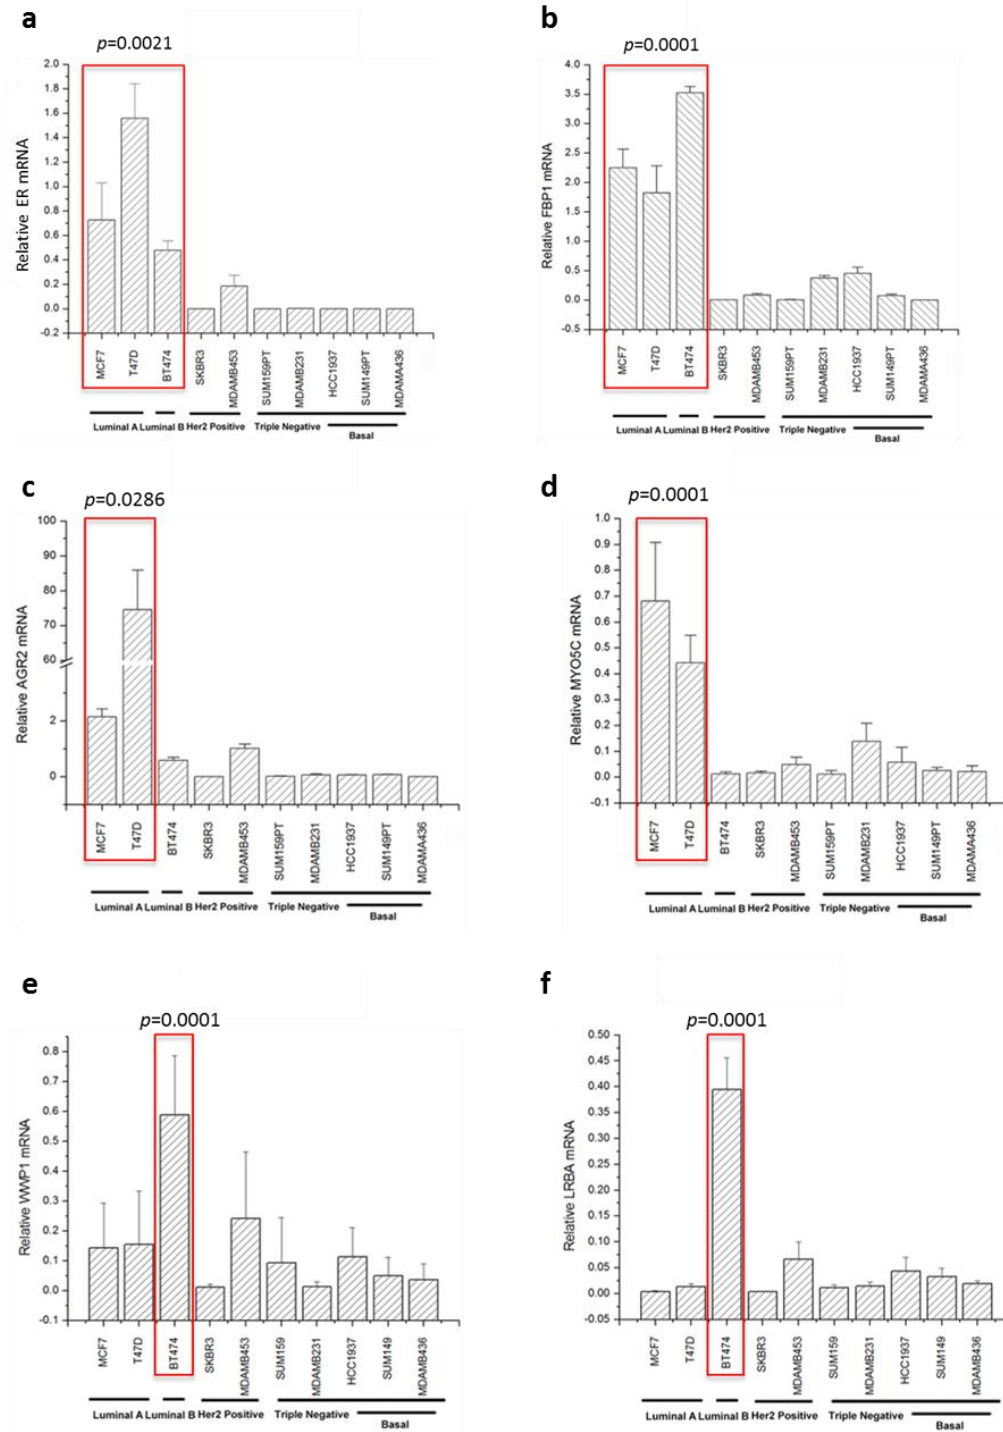 a
p=0.0021
Relative ER mRNA
2.0
1.8
1.6
1.4
1.2
1.0
0.8
0.6
0.4
0.2
0.0
-0.2
MCF7
T47D
BT474
SKBR3
MDAMB453
SUM159PT
MDAMB231
HCC1937
SUM149PT
MDAMA436
Luminal A Luminal B Her2 Positive Triple Negative
Basal
b
p=0.0001
Relative FBP1 mRNA
4.0
3.5
3.0
2.5
2.0
1.5
1.0
0.5
0.0
-0.5
MCF7
T47D
BT474
SKBR3
MDAMB453
SUM159PT
MDAMB231
HCC1937
SUM149PT
MDAMA436
Luminal A Luminal B Her2 Positive Triple Negative
Basal
c
p=0.0286
Relative AGR2 mRNA
100
90
80
70
60
2
0
MCF7
T47D
BT474
SKBR3
MDAMB453
SUM159PT
MDAMB231
HCC1937
SUM149PT
MDAMA436
Luminal A Luminal B Her2 Positive Triple Negative
Basal
d
p=0.0001
Relative MYO5C mRNA
1.0
0.9
0.8
0.7
0.6
0.5
0.4
0.3
0.2
0.1
0.0
-0.1
MCF7
T47D
BT474
SKBR3
MDAMB453
SUM159PT
MDAMB231
HCC1937
SUM149PT
MDAMA436
Luminal A Luminal B Her2 Positive Triple Negative
Basal
e
p=0.0001
Relative WWP1 mRNA
0.8
0.7
0.6
0.5
0.4
0.3
0.2
0.1
0.0
-0.1
MCF7
T47D
BT474
SKBR3
MDAMB453
SUM159
MDAMB231
HCC1937
SUM149
MDAMB436
Luminal A Luminal B Her2 Positive Triple Negative
Basal
f
p=0.0001
Relative LRBA mRNA
0.50
0.45
0.40
0.35
0.30
0.25
0.20
0.15
0.10
0.05
0.00
-0.05
MCF7
T47D
BT474
SKBR3
MDAMB453
SUM159
MDAMB231
HCC1937
SUM149
MDAMB436
Luminal A Luminal B Her2 Positive Triple Negative
Basal